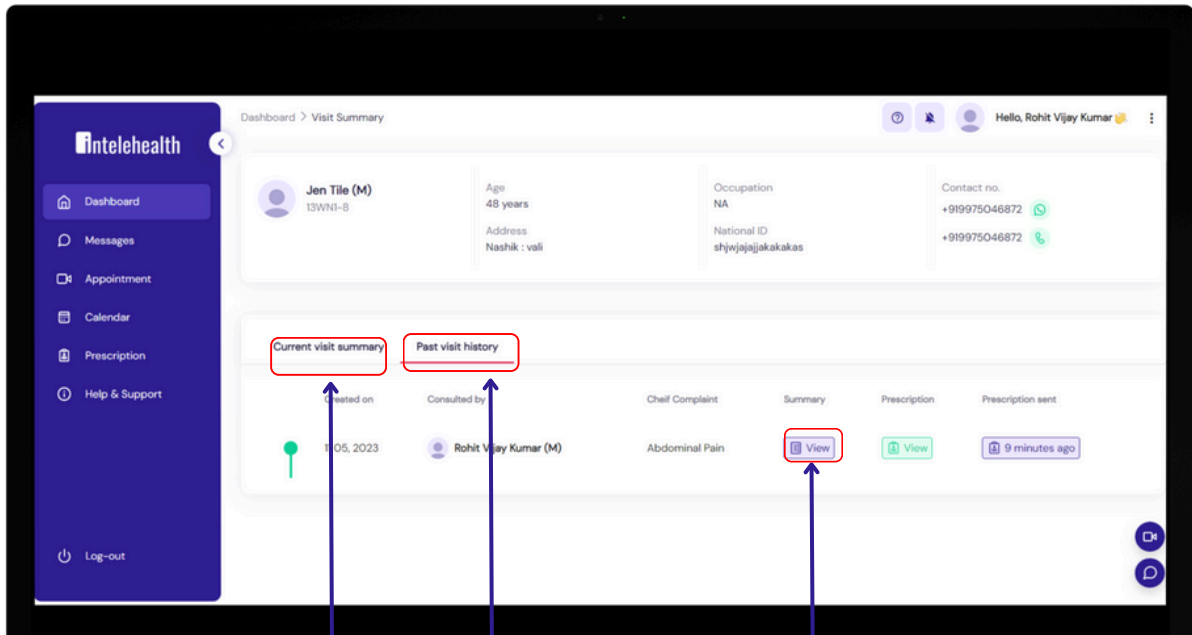 intelehealth
Dashboard
Messages
Appointment
Calendar
Prescription
Help & Support
Log-out
Dashboard > Visit Summary
Hello, Rohit Vijay Kumar
Jen Tile (M)
13WN1-8
Age
48 years
Address
Nashik : vali
Occupation
NA
National ID
shjwjajajjakakakas
Contact no.
+919975046872
+919975046872
Current visit summary Past visit history
Created on Consulted by Cheif Complaint Summary Prescription Prescription sent
05, 2023 Rohit Vijay Kumar (M) Abdominal Pain View View 9 minutes ago